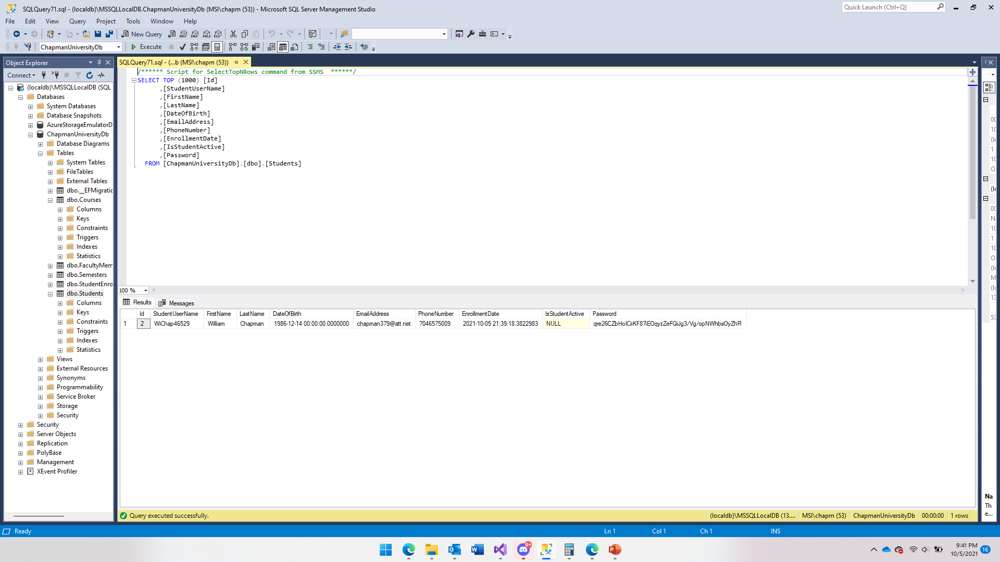 SQLQuery71.sql - (localdb)\MSSQLLocalDB.ChapmanUniversityDb (MSI\chapm (53)) - Microsoft SQL Server Management Studio
Quick Launch (Ctrl+Q)
File Edit View Query Project Tools Window Help
New Query
ChapmanUniversityDb
Execute
Object Explorer
SQLQuery71.sql - (...b (MSI\chapm (53))
Connect
(localdb)\MSSQLLocalDB (SQL
Databases
System Databases
Database Snapshots
AzureStorageEmulatorD
ChapmanUniversityDb
Database Diagrams
Tables
System Tables
FileTables
External Tables
dbo.__EFMigratic
dbo.Courses
Columns
Keys
Constraints
Triggers
Indexes
Statistics
dbo.FacultyMem
dbo.Semesters
dbo.StudentEnro
dbo.Students
Columns
Keys
Constraints
Triggers
Indexes
Statistics
Views
External Resources
Synonyms
Programmability
Service Broker
Storage
Security
Security
Server Objects
Replication
PolyBase
Management
XEvent Profiler
/****** Script for SelectTopNRows command from SSMS  ******/
SELECT TOP (1000) [Id]
,[StudentUserName]
,[FirstName]
,[LastName]
,[DateOfBirth]
,[EmailAddress]
,[PhoneNumber]
,[EnrollmentDate]
,[IsStudentActive]
,[Password]
FROM [ChapmanUniversityDb].[dbo].[Students]
100 %
Results Messages
Id StudentUserName FirstName LastName DateOfBirth EmailAddress PhoneNumber EnrollmentDate IsStudentActive Password
1 2 WiChap46529 William Chapman 1986-12-14 00:00:00.0000000 chapman379@att.net 7046575009 2021-10-05 21:39:18.3822983 NULL qre26CZbHoICiiKF87iEOqyzZeFQiJg3/Vg/opNWhbsOyZhR
Na
Th
e...
Query executed successfully.
(localdb)\MSSQLLocalDB (13.... MSI\chapm (53) ChapmanUniversityDb 00:00:00 1 rows
Ready
Ln 1 Col 1 Ch 1 INS
9+
9:41 PM
10/5/2021
16